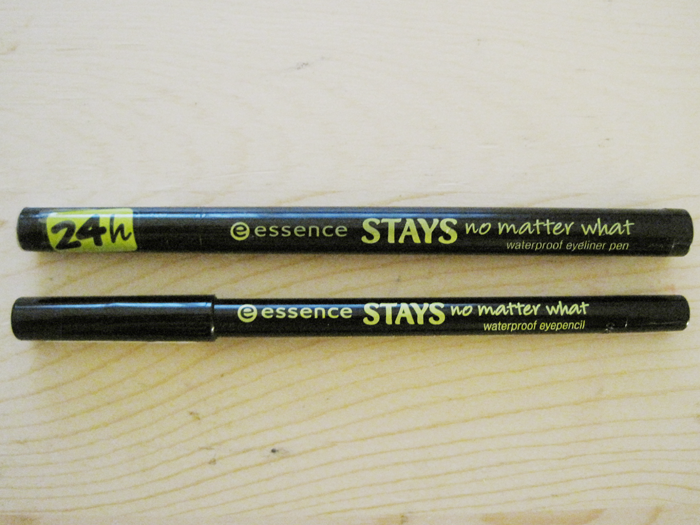 24h e essence STAYS no matter what
waterproof eyeliner pen
e essence STAYS no matter what
waterproof eyepencil